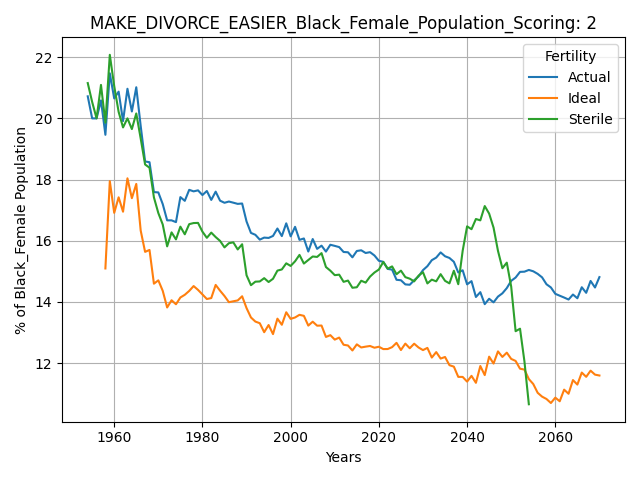 MAKE_DIVORCE_EASIER_Black_Female_Population_Scoring: 2
Fertility
Actual
Ideal
Sterile
% of Black_Female Population
22
20
18
16
14
12
1960 1980 2000 2020 2040 2060
Years